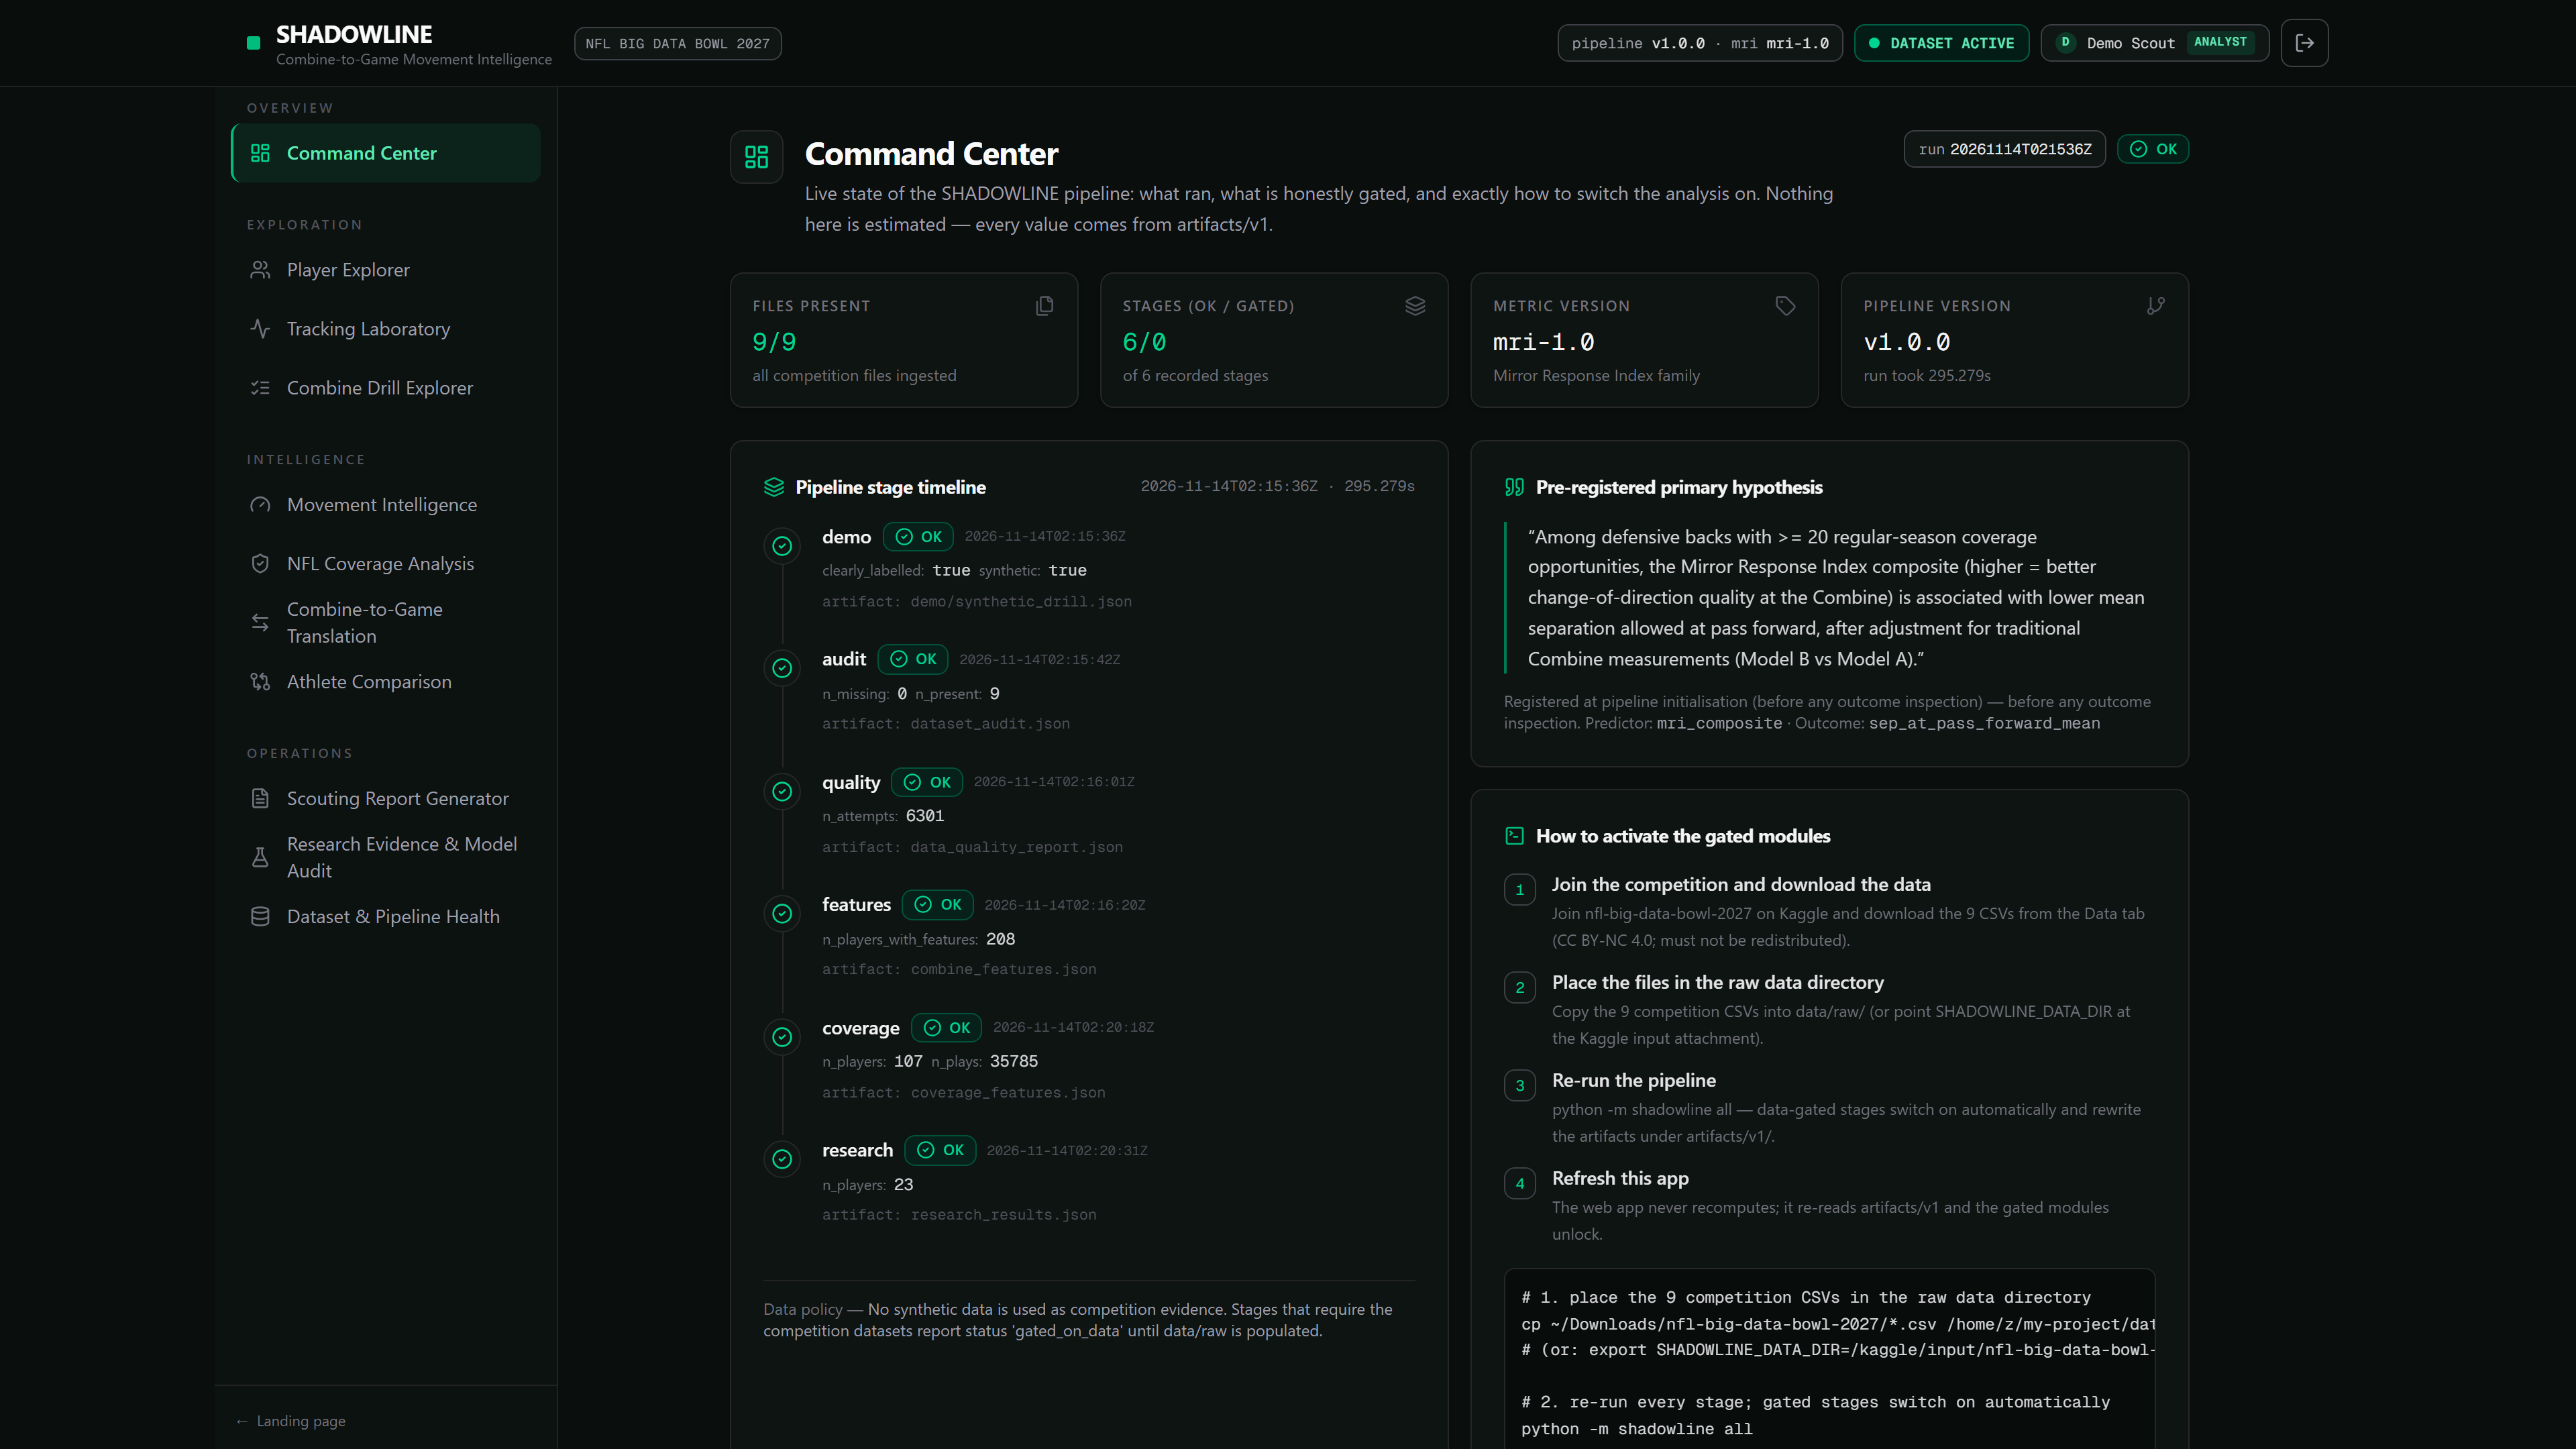 SHADOWLINE
Combine-to-Game Movement Intelligence
NFL BIG DATA BOWL 2027
pipeline v1.0.0 · mri mri-1.0
DATASET ACTIVE
D Demo Scout ANALYST
OVERVIEW
Command Center
EXPLORATION
Player Explorer
Tracking Laboratory
Combine Drill Explorer
INTELLIGENCE
Movement Intelligence
NFL Coverage Analysis
Combine-to-Game
Translation
Athlete Comparison
OPERATIONS
Scouting Report Generator
Research Evidence & Model
Audit
Dataset & Pipeline Health
← Landing page
Command Center
Live state of the SHADOWLINE pipeline: what ran, what is honestly gated, and exactly how to switch the analysis on. Nothing
here is estimated — every value comes from artifacts/v1.
run 20261114T021536Z
OK
FILES PRESENT
9/9
all competition files ingested
STAGES (OK / GATED)
6/0
of 6 recorded stages
METRIC VERSION
mri-1.0
Mirror Response Index family
PIPELINE VERSION
v1.0.0
run took 295.279s
Pipeline stage timeline
2026-11-14T02:15:36Z · 295.279s
demo OK 2026-11-14T02:15:36Z
clearly_labelled: true synthetic: true
artifact: demo/synthetic_drill.json
audit OK 2026-11-14T02:15:42Z
n_missing: 0 n_present: 9
artifact: dataset_audit.json
quality OK 2026-11-14T02:16:01Z
n_attempts: 6301
artifact: data_quality_report.json
features OK 2026-11-14T02:16:20Z
n_players_with_features: 208
artifact: combine_features.json
coverage OK 2026-11-14T02:20:18Z
n_players: 107 n_plays: 35785
artifact: coverage_features.json
research OK 2026-11-14T02:20:31Z
n_players: 23
artifact: research_results.json
Data policy — No synthetic data is used as competition evidence. Stages that require the
competition datasets report status 'gated_on_data' until data/raw is populated.
Pre-registered primary hypothesis
“Among defensive backs with >= 20 regular-season coverage
opportunities, the Mirror Response Index composite (higher = better
change-of-direction quality at the Combine) is associated with lower mean
separation allowed at pass forward, after adjustment for traditional
Combine measurements (Model B vs Model A).”
Registered at pipeline initialisation (before any outcome inspection) — before any outcome
inspection. Predictor: mri_composite · Outcome: sep_at_pass_forward_mean
How to activate the gated modules
1 Join the competition and download the data
Join nfl-big-data-bowl-2027 on Kaggle and download the 9 CSVs from the Data tab
(CC BY-NC 4.0; must not be redistributed).
2 Place the files in the raw data directory
Copy the 9 competition CSVs into data/raw/ (or point SHADOWLINE_DATA_DIR at
the Kaggle input attachment).
3 Re-run the pipeline
python -m shadowline all — data-gated stages switch on automatically and rewrite
the artifacts under artifacts/v1/.
4 Refresh this app
The web app never recomputes; it re-reads artifacts/v1 and the gated modules
unlock.
# 1. place the 9 competition CSVs in the raw data directory
cp ~/Downloads/nfl-big-data-bowl-2027/*.csv /home/z/my-project/dat
# (or: export SHADOWLINE_DATA_DIR=/kaggle/input/nfl-big-data-bowl-
# 2. re-run every stage; gated stages switch on automatically
python -m shadowline all